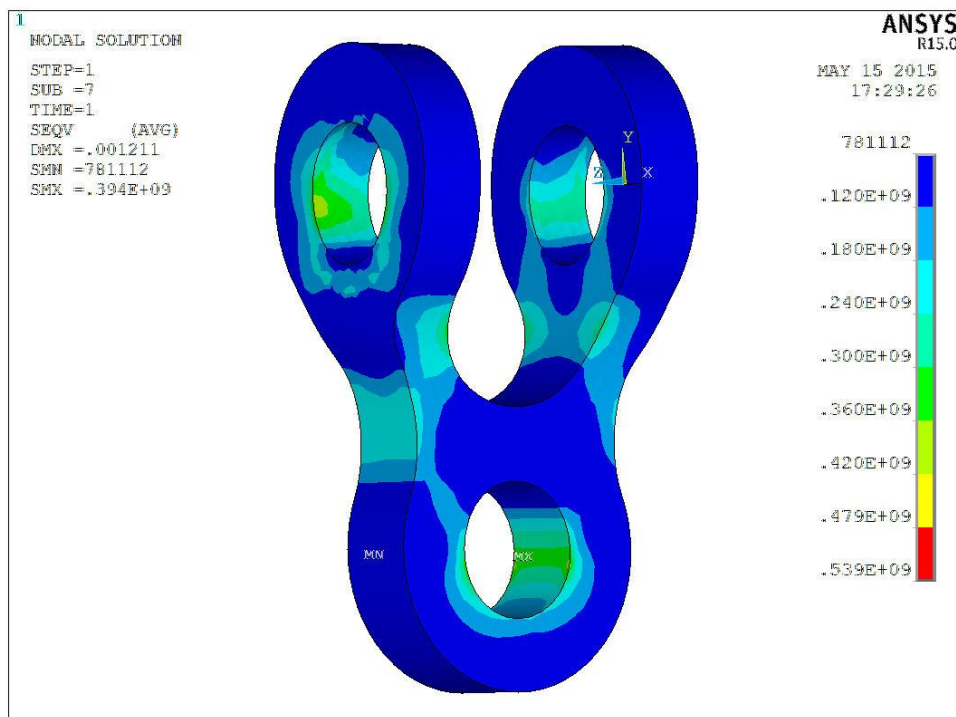 1
NODAL SOLUTION
STEP=1
SUB =7
TIME=1
SEQV (AVG)
DMX =.001211
SMN =781112
SMX =.394E+09
ANSYS
R15.0
MAY 15 2015
17:29:26
Y
Z X
MN
MX
781112
.120E+09
.180E+09
.240E+09
.300E+09
.360E+09
.420E+09
.479E+09
.539E+09